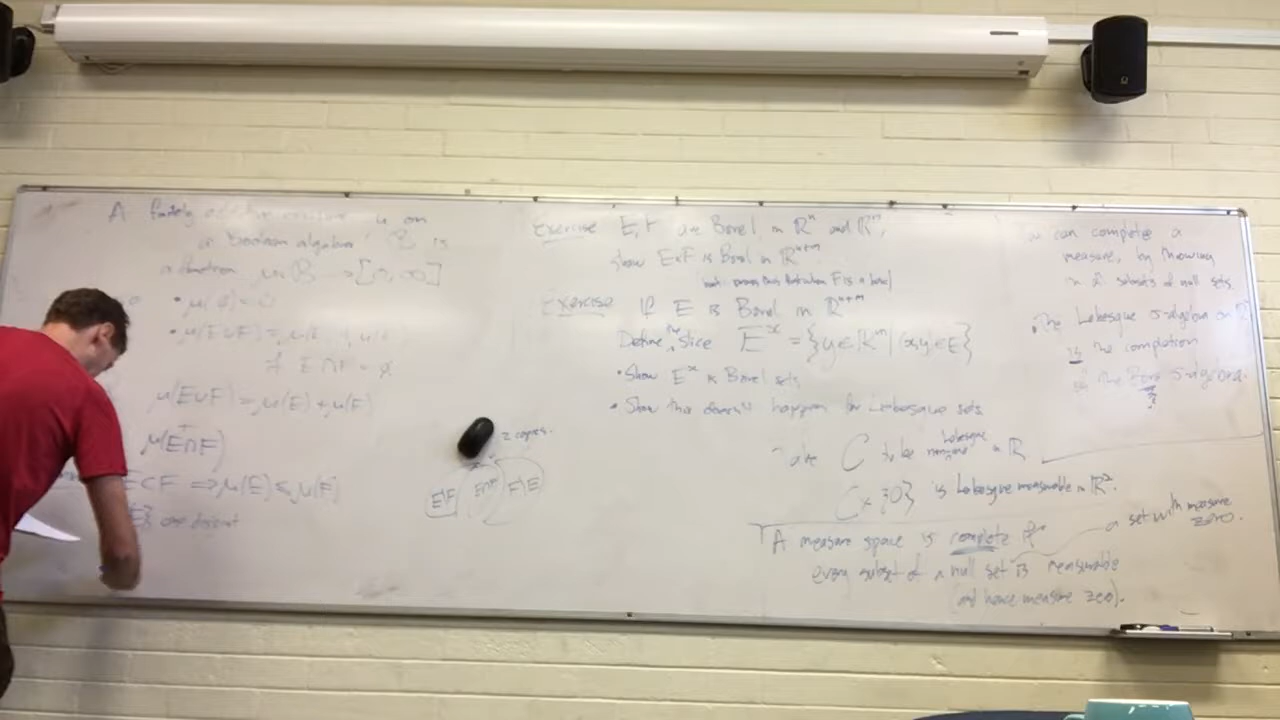 A finitely additive measure μ on
a Boolean algebra B is
a function μ: B → [0, ∞]
• μ(∅) = 0
• μ(E∪F) =
if E∩F = ∅
μ(E∪F) = μ(E) + μ(F)
μ(E∩F)
E⊂F ⇒ μ(E) ≤ μ(F)
are disjoint
2 copies.
E\F E∩F F\E
Exercise E, F are Borel in ℝⁿ and ℝᵐ,
show E×F is Borel in ℝⁿ⁺ᵐ
F is a box)
Exercise If E is Borel in ℝⁿ⁺ᵐ
Define the slice Eˣ = {y∈ℝᵐ | (x,y)∈E}
• Show Eˣ is Borel sets
• Show this doesn't happen for Lebesgue sets.
Take C to be Lebesgue measurable in ℝ
C×{0} is Lebesgue measurable in ℝ².
A measure space is complete if
every subset of a null set is measurable
(and hence measure zero).
a set with measure
zero.
can complete a
measure, by throwing
in all subsets of null sets.
• The Lebesgue σ-algebra on
is the completion
of the Borel σ-algebra.
?